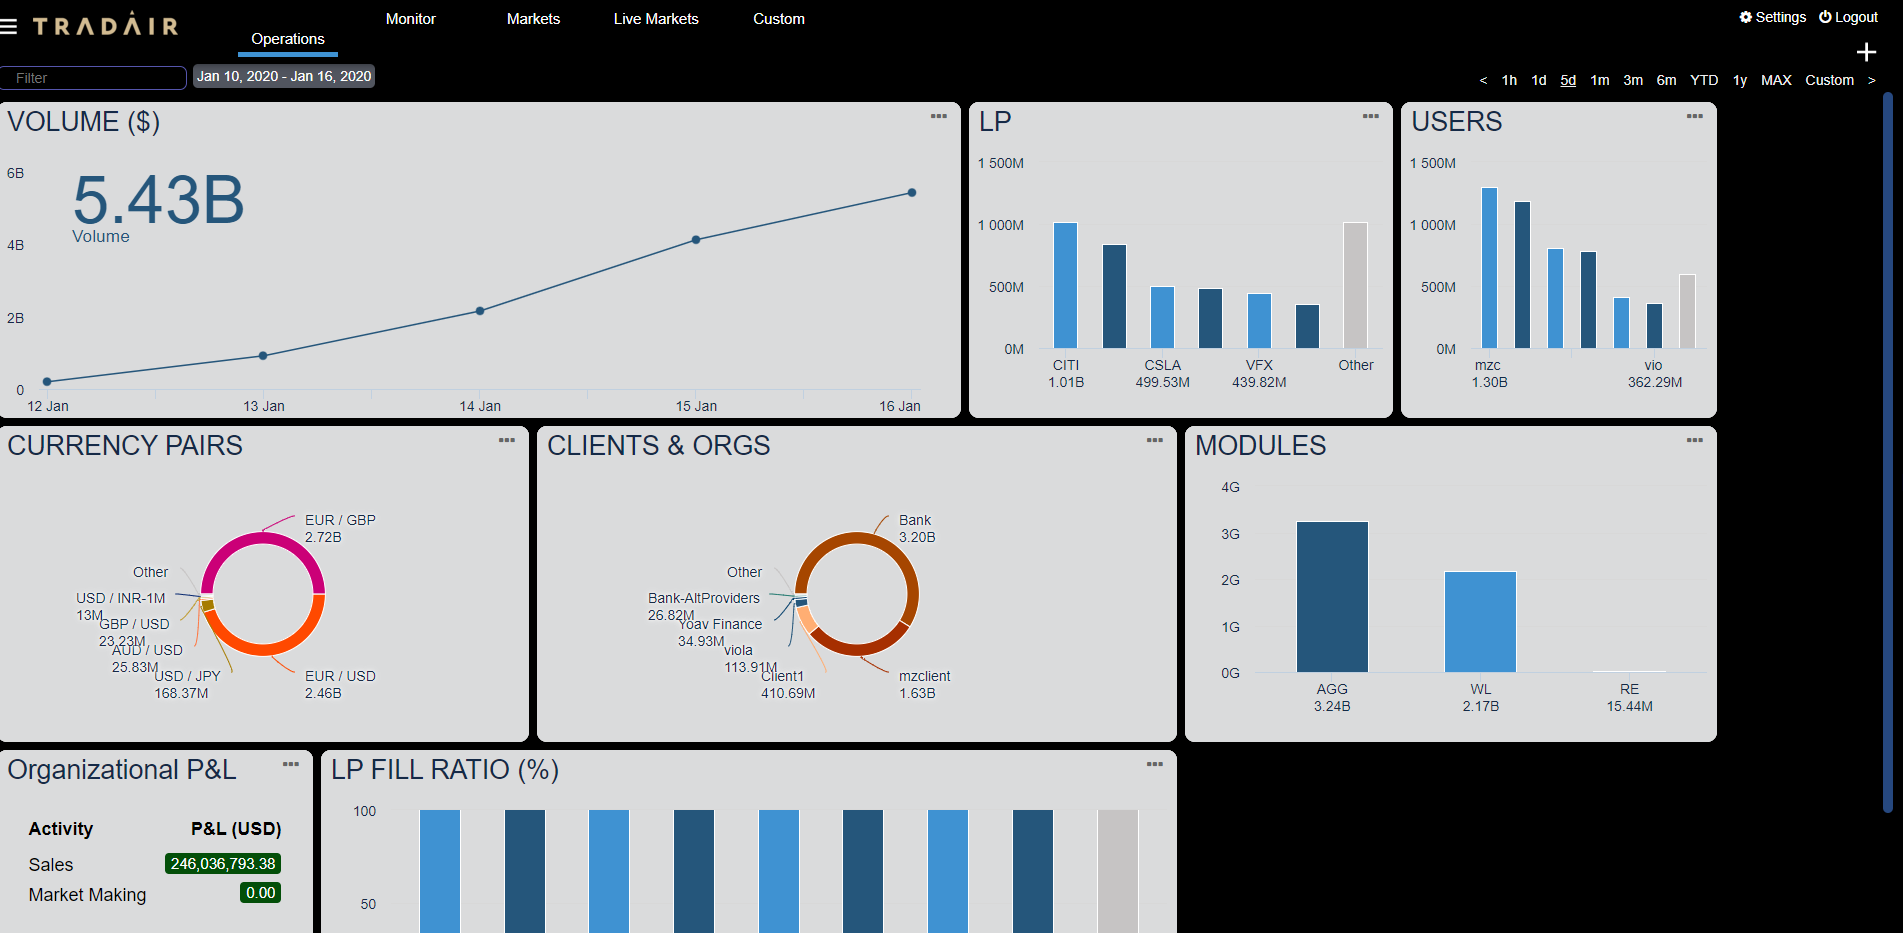 TRADAIR
Monitor
Markets
Live Markets
Custom
Settings
Logout
Operations
Filter
Jan 10, 2020 - Jan 16, 2020
< 1h 1d 5d 1m 3m 6m YTD 1y MAX Custom >
VOLUME ($)
5.43B
Volume
6B
4B
2B
0
12 Jan
13 Jan
14 Jan
15 Jan
16 Jan
LP
1 500M
1 000M
500M
0M
CITI
1.01B
CSLA
499.53M
VFX
439.82M
Other
USERS
1 500M
1 000M
500M
0M
mzc
1.30B
vio
362.29M
CURRENCY PAIRS
EUR / GBP
2.72B
Other
USD / INR-1M
13M
GBP / USD
23.23M
AUD / USD
25.83M
USD / JPY
168.37M
EUR / USD
2.46B
CLIENTS & ORGS
Bank
3.20B
Other
Bank-AltProviders
26.82M
Yoav Finance
34.93M
viola
113.91M
Client1
410.69M
mzclient
1.63B
MODULES
4G
3G
2G
1G
0G
AGG
3.24B
WL
2.17B
RE
15.44M
Organizational P&L
Activity P&L (USD)
Sales 246,036,793.38
Market Making 0.00
LP FILL RATIO (%)
100
50